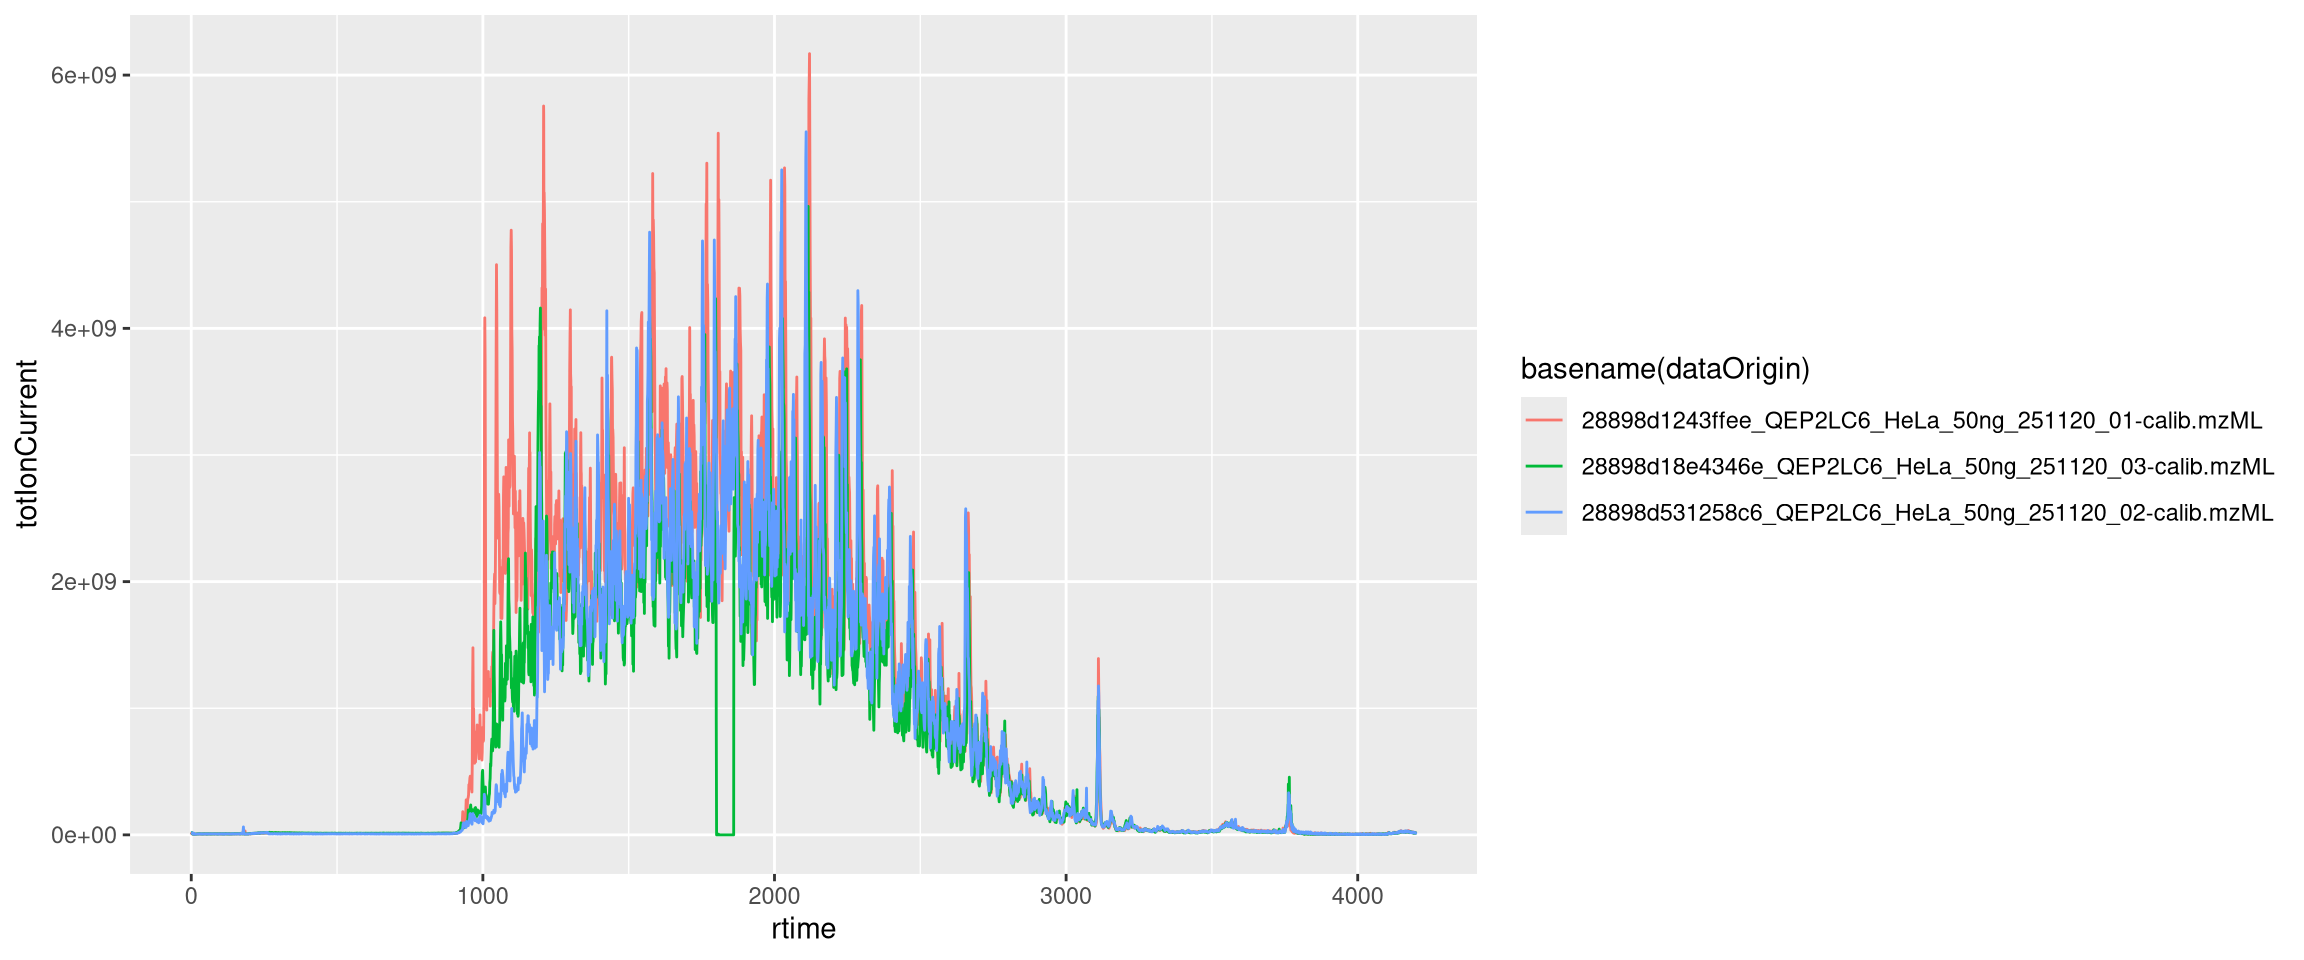 6e+09
4e+09
2e+09
0e+00
totIonCurrent
0
1000
2000
3000
4000
rtime
basename(dataOrigin)
28898d1243ffee_QEP2LC6_HeLa_50ng_251120_01-calib.mzML
28898d18e4346e_QEP2LC6_HeLa_50ng_251120_03-calib.mzML
28898d531258c6_QEP2LC6_HeLa_50ng_251120_02-calib.mzML